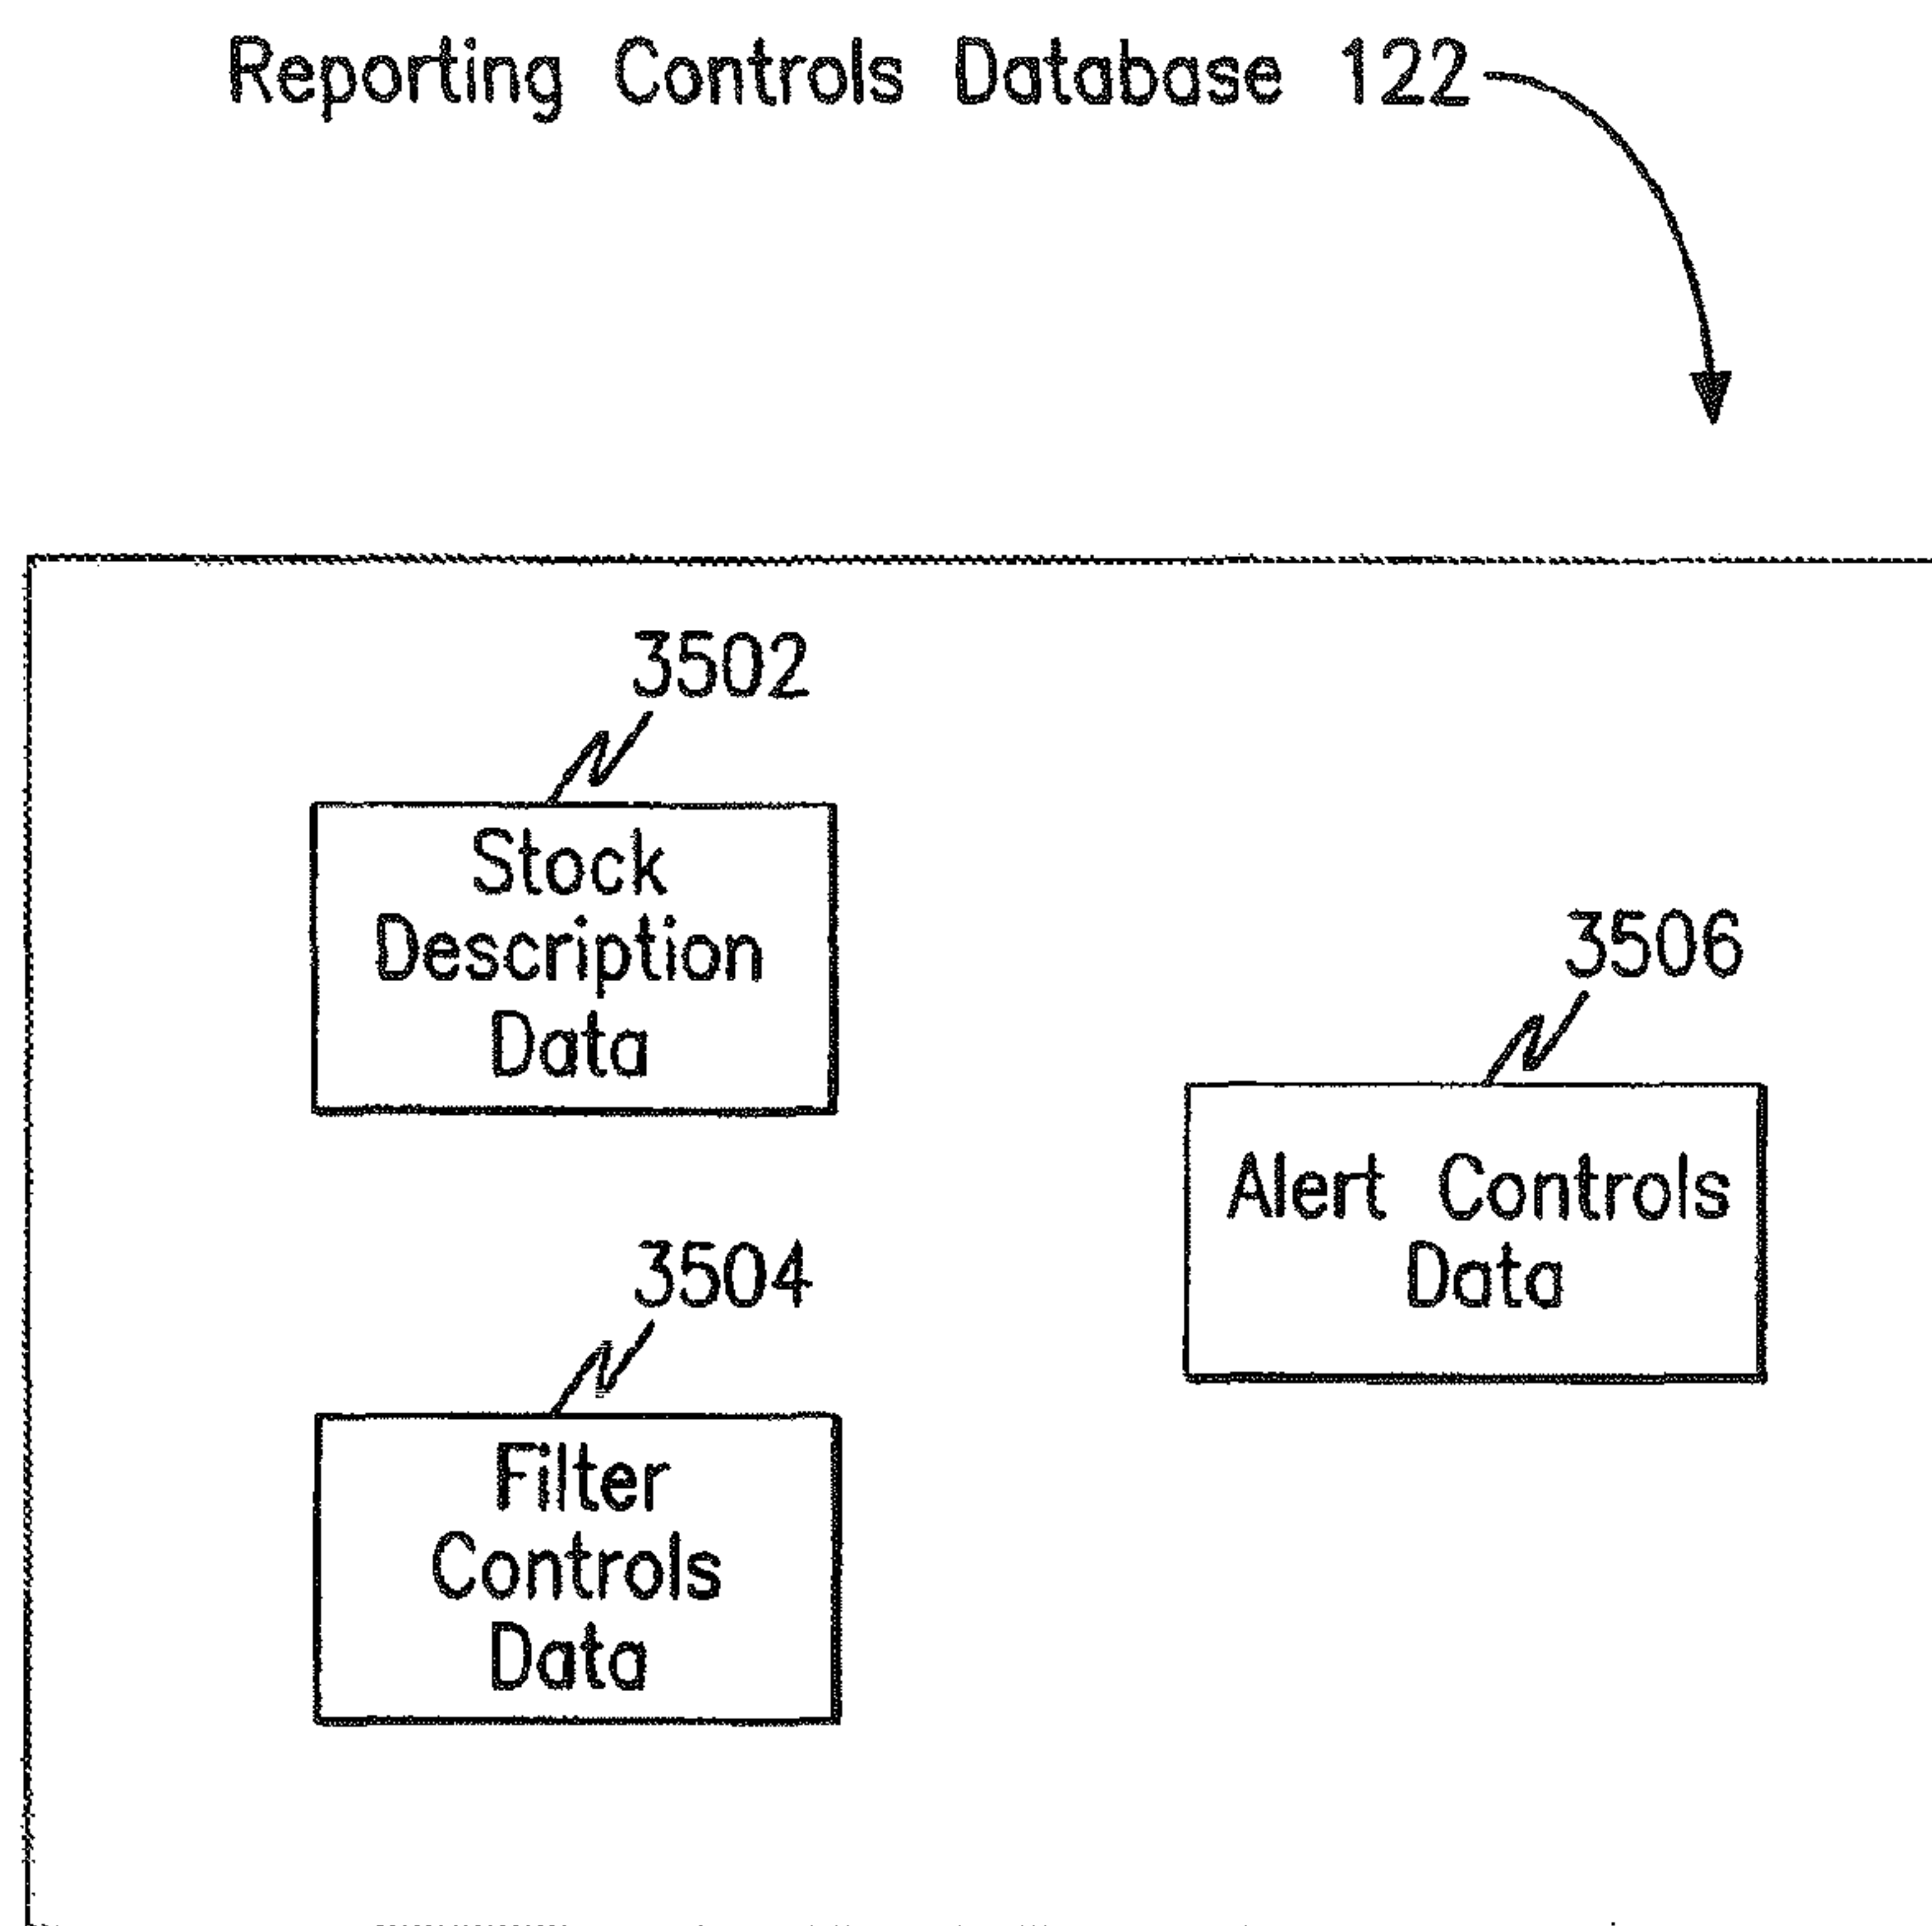 Reporting Controls Database 122
3502
Stock
Description
Data
3506
Alert Controls
Data
3504
Filter
Controls
Data